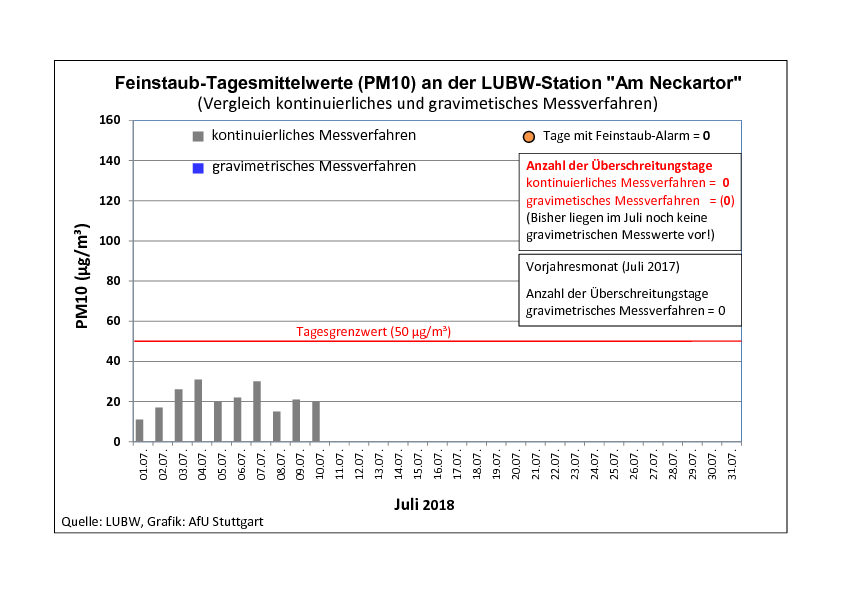 Feinstaub-Tagesmittelwerte (PM10) an der LUBW-Station "Am Neckartor"
(Vergleich kontinuierliches und gravimetisches Messverfahren)
160
140
120
100
80
60
40
20
0
PM10 (µg/m³)
kontinuierliches Messverfahren
gravimetrisches Messverfahren
Tage mit Feinstaub-Alarm = 0
Anzahl der Überschreitungstage
kontinuierliches Messverfahren = 0
gravimetisches Messverfahren = (0)
(Bisher liegen im Juli noch keine
gravimetrischen Messwerte vor!)
Vorjahresmonat (Juli 2017)
Anzahl der Überschreitungstage
gravimetrisches Messverfahren = 0
Tagesgrenzwert (50 µg/m³)
01.07.
02.07.
03.07.
04.07.
05.07.
06.07.
07.07.
08.07.
09.07.
10.07.
11.07.
12.07.
13.07.
14.07.
15.07.
16.07.
17.07.
18.07.
19.07.
20.07.
21.07.
22.07.
23.07.
24.07.
25.07.
26.07.
27.07.
28.07.
29.07.
30.07.
31.07.
Juli 2018
Quelle: LUBW, Grafik: AfU Stuttgart